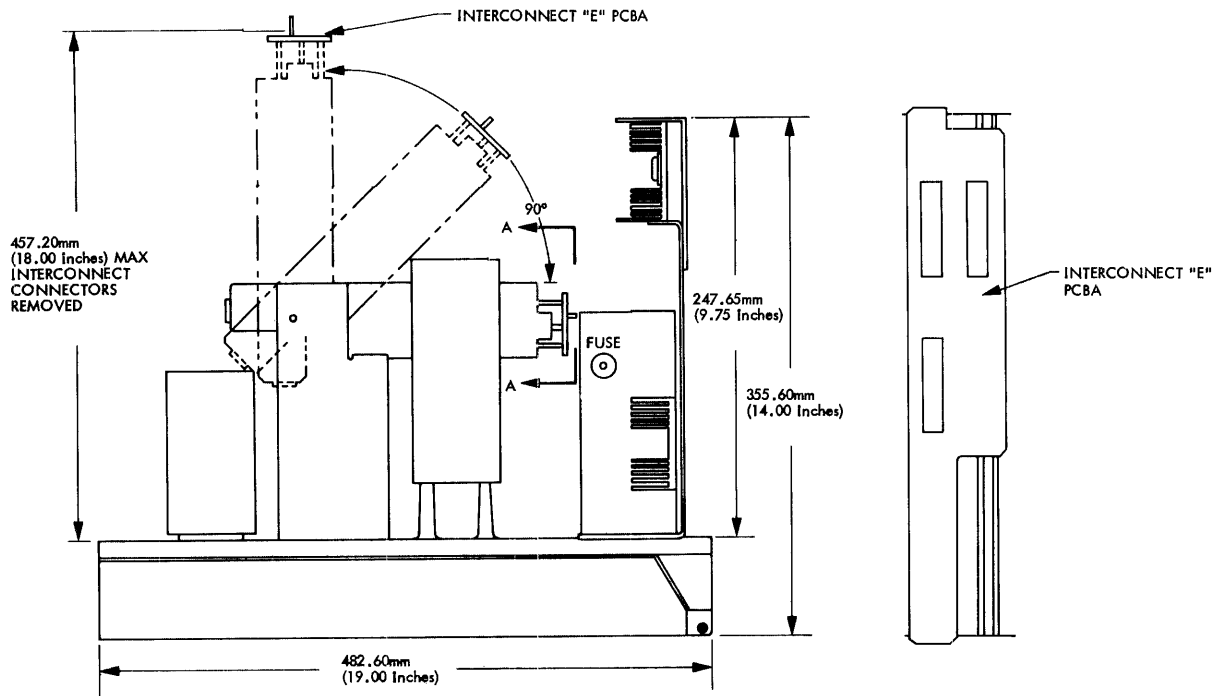 INTERCONNECT "E" PCBA
90°
A
457.20mm
(18.00 inches) MAX
INTERCONNECT
CONNECTORS
REMOVED
247.65mm
(9.75 inches)
INTERCONNECT "E"
PCBA
FUSE
A
355.60mm
(14.00 inches)
482.60mm
(19.00 inches)